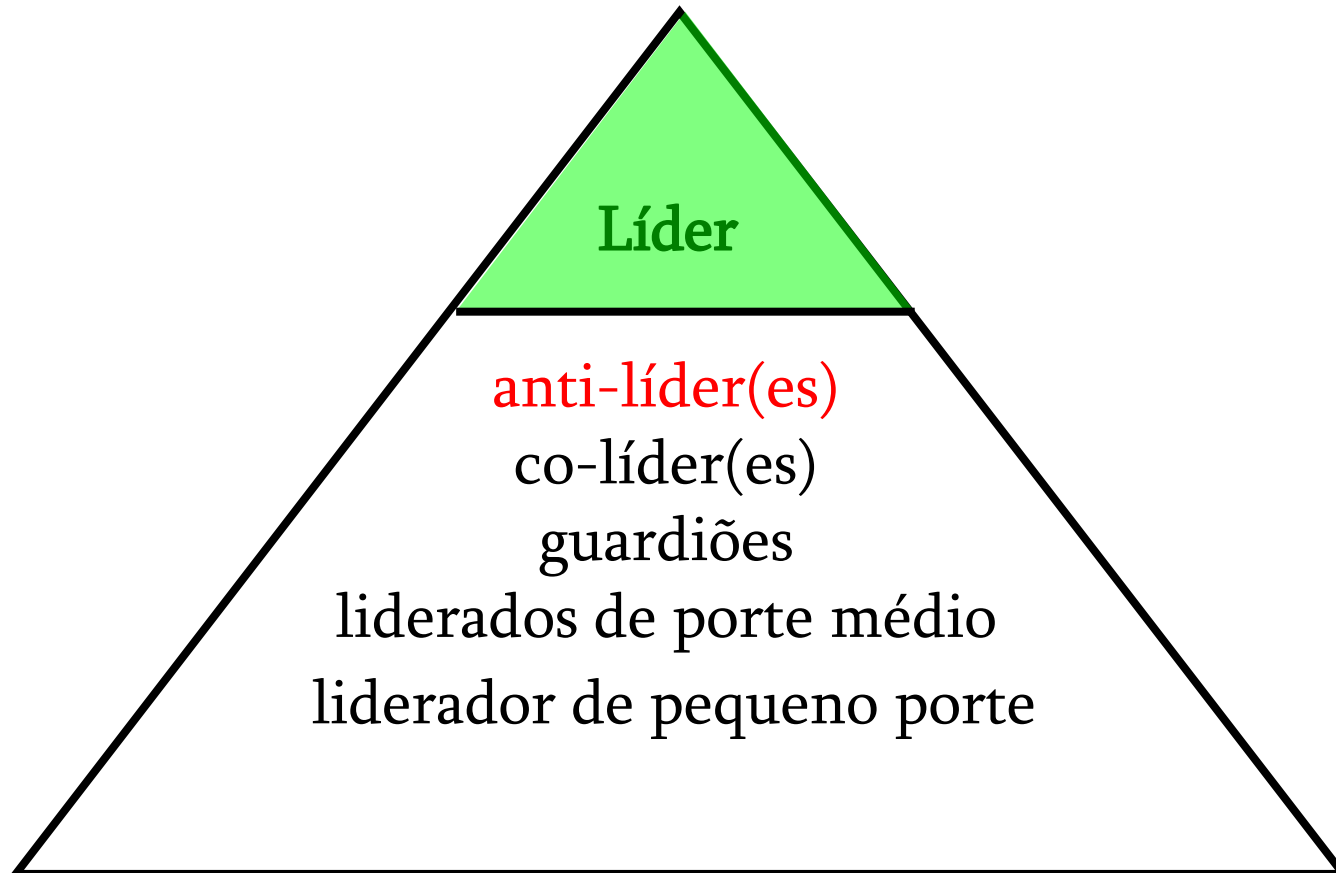 Líder
anti-líder(es)
co-líder(es)
guardiões
liderados de porte médio
liderador de pequeno porte